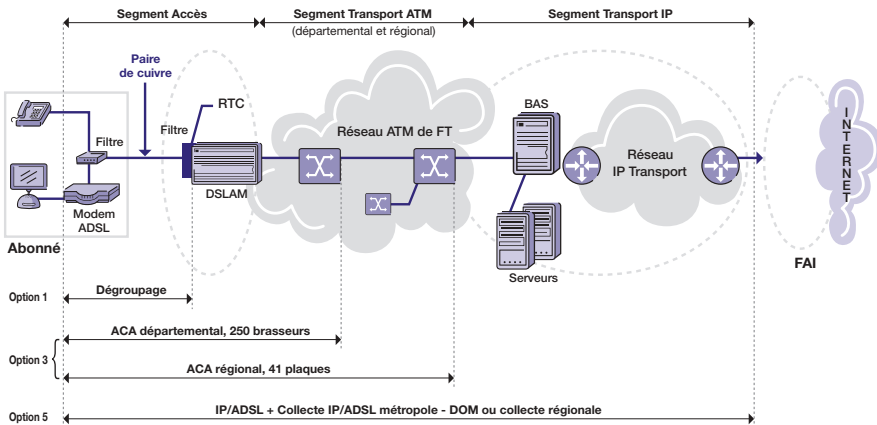 Segment Accès
Segment Transport ATM
(départemental et régional)
Segment Transport IP
Paire
de cuivre
RTC
Filtre
Filtre
Réseau ATM de FT
BAS
Réseau
IP Transport
INTERNET
DSLAM
Modem
ADSL
Abonné
Serveurs
FAI
Option 1
Dégroupage
ACA départemental, 250 brasseurs
Option 3
ACA régional, 41 plaques
Option 5
IP/ADSL + Collecte IP/ADSL métropole - DOM ou collecte régionale